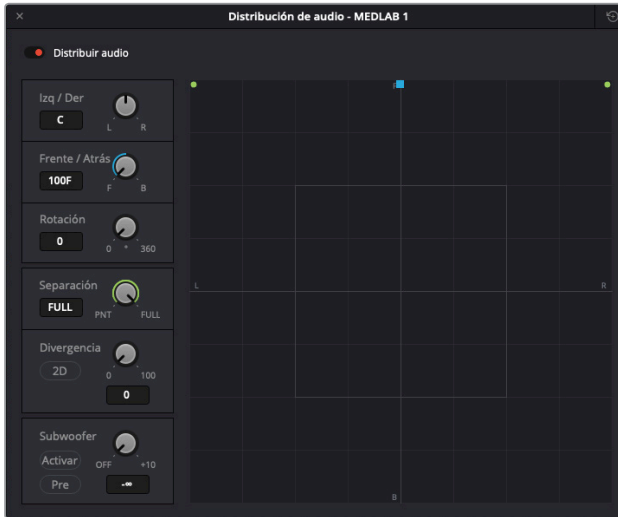 Distribución de audio - MEDLAB 1
Distribuir audio
Izq / Der
C
L R
Frente / Atrás
100F
F B
Rotación
0
0 ° 360
Separación
FULL
PNT FULL
Divergencia
2D
0 100
0
Subwoofer
Activar
OFF +10
Pre
-∞
F
L
R
B